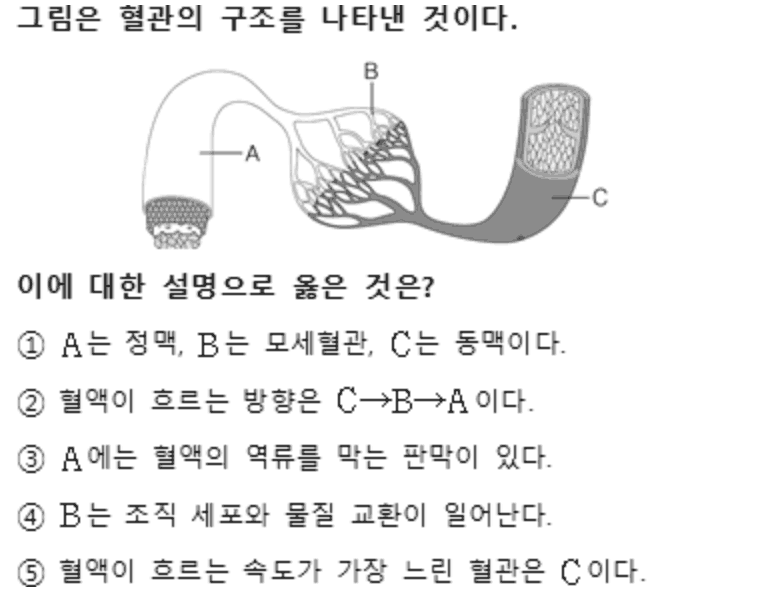 그림은 혈관의 구조를 나타낸 것이다.
B
A
C
이에 대한 설명으로 옳은 것은?
① A는 정맥, B는 모세혈관, C는 동맥이다.
② 혈액이 흐르는 방향은 C→B→A이다.
③ A에는 혈액의 역류를 막는 판막이 있다.
④ B는 조직 세포와 물질 교환이 일어난다.
⑤ 혈액이 흐르는 속도가 가장 느린 혈관은 C이다.